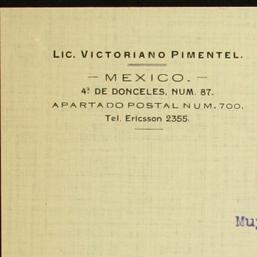 LIC. VICTORIANO PIMENTEL.
— MEXICO. —
4ª DE DONCELES, NUM. 87.
APARTADO POSTAL NUM. 700.
Tel. Ericsson 2355.
Muy